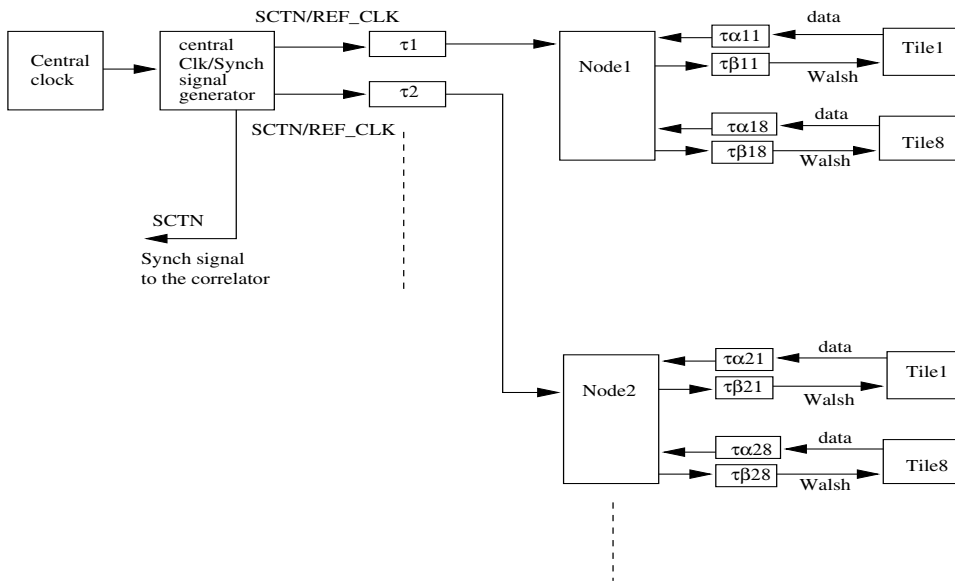 SCTN/REF_CLK
Central
clock
central
Clk/Synch
signal
generator
τ1
τ2
SCTN/REF_CLK
SCTN
Synch signal
to the correlator
Node1
τα11
data
Tile1
τβ11
Walsh
τα18
data
Tile8
τβ18
Walsh
Node2
τα21
data
Tile1
τβ21
Walsh
τα28
data
Tile8
τβ28
Walsh